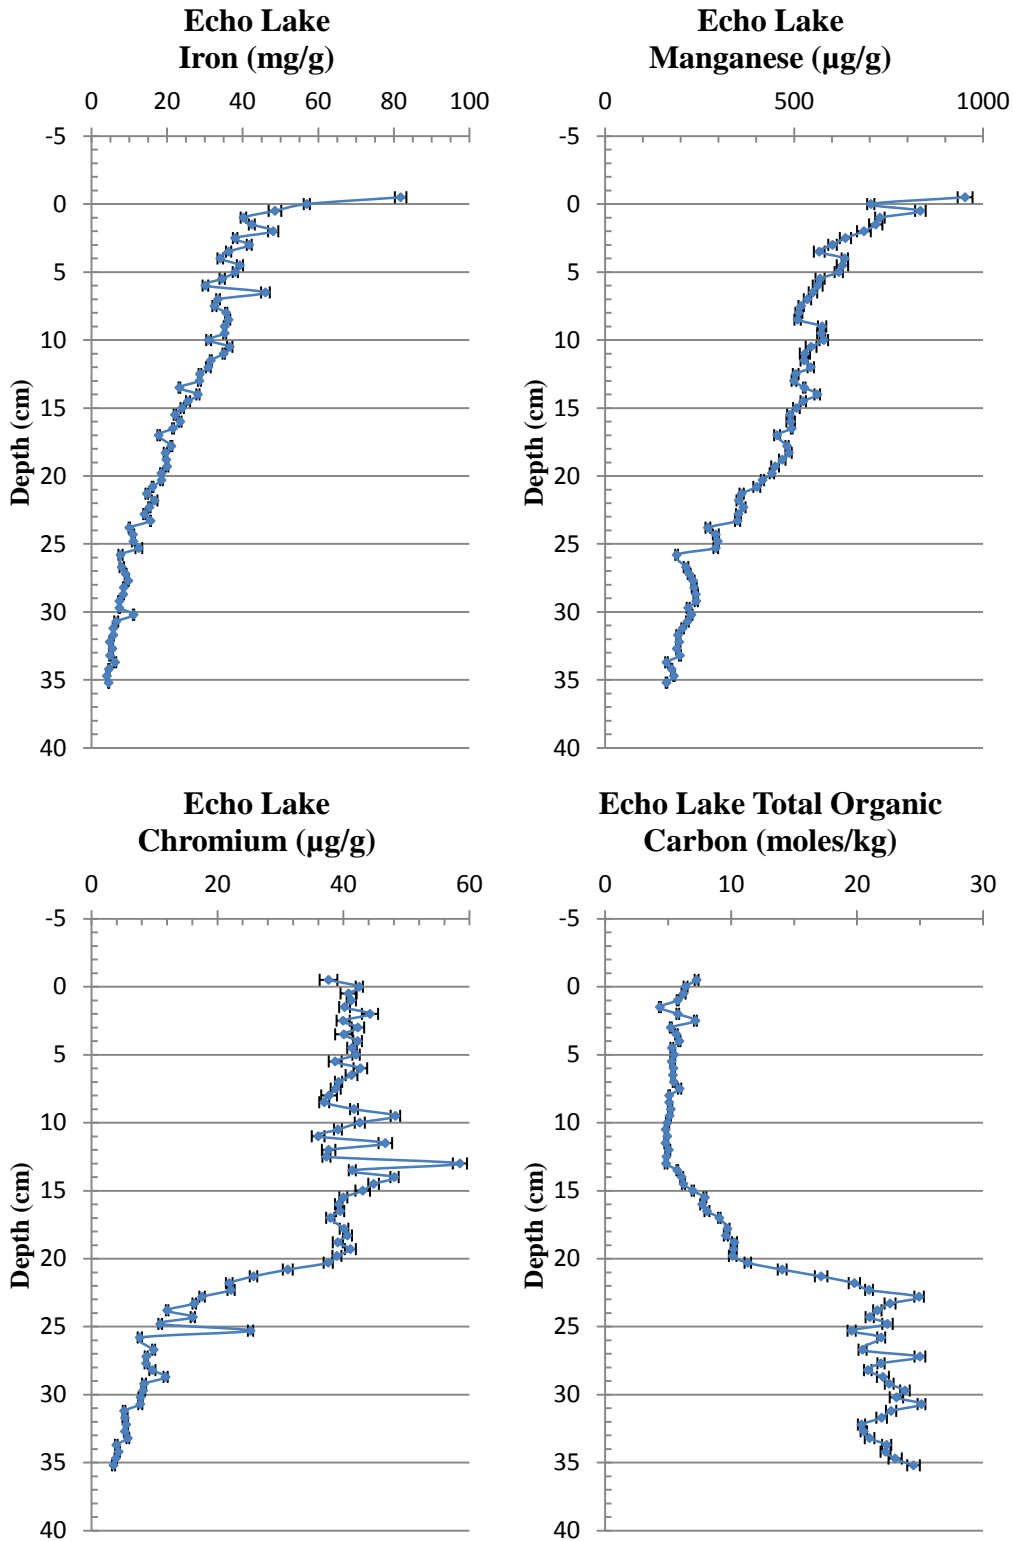 Echo Lake
Iron (mg/g)
0 20 40 60 80 100
-5
0
5
10
15
20
25
30
35
40
Depth (cm)
Echo Lake
Manganese (µg/g)
0 500 1000
-5
0
5
10
15
20
25
30
35
40
Depth (cm)
Echo Lake
Chromium (µg/g)
0 20 40 60
-5
0
5
10
15
20
25
30
35
40
Depth (cm)
Echo Lake Total Organic
Carbon (moles/kg)
0 10 20 30
-5
0
5
10
15
20
25
30
35
40
Depth (cm)